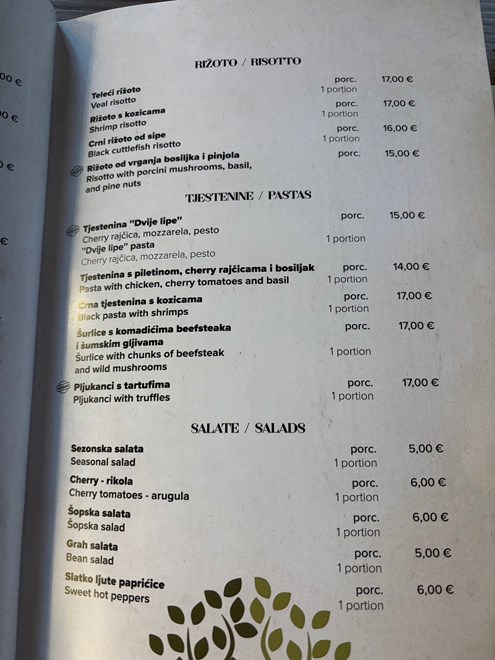 RIŽOTO / RISOTTO
Teleći rižoto porc. 17,00 €
Veal risotto 1 portion
Rižoto s kozicama porc. 17,00 €
Shrimp risotto 1 portion
Crni rižoto od sipe porc. 16,00 €
Black cuttlefish risotto 1 portion
Rižoto od vrganja bosiljka i pinjola porc. 15,00 €
Risotto with porcini mushrooms, basil,
and pine nuts
TJESTENINE / PASTAS
Tjestenina "Dvije lipe" porc. 15,00 €
Cherry rajčica, mozzarela, pesto
"Dvije lipe" pasta 1 portion
Cherry rajčica, mozzarela, pesto
Tjestenina s piletinom, cherry rajčicama i bosiljak porc. 14,00 €
Pasta with chicken, cherry tomatoes and basil 1 portion
Crna tjestenina s kozicama porc. 17,00 €
Black pasta with shrimps 1 portion
Šurlice s komadićima beefsteaka porc. 17,00 €
i šumskim gljivama
Šurlice with chunks of beefsteak 1 portion
and wild mushrooms
Pljukanci s tartufima porc. 17,00 €
Pljukanci with truffles 1 portion
SALATE / SALADS
Sezonska salata porc. 5,00 €
Seasonal salad 1 portion
Cherry - rikola porc. 6,00 €
Cherry tomatoes - arugula 1 portion
Šopska salata porc. 6,00 €
Šopska salad 1 portion
Grah salata porc. 5,00 €
Bean salad 1 portion
Slatko ljute papričice porc. 6,00 €
Sweet hot peppers 1 portion